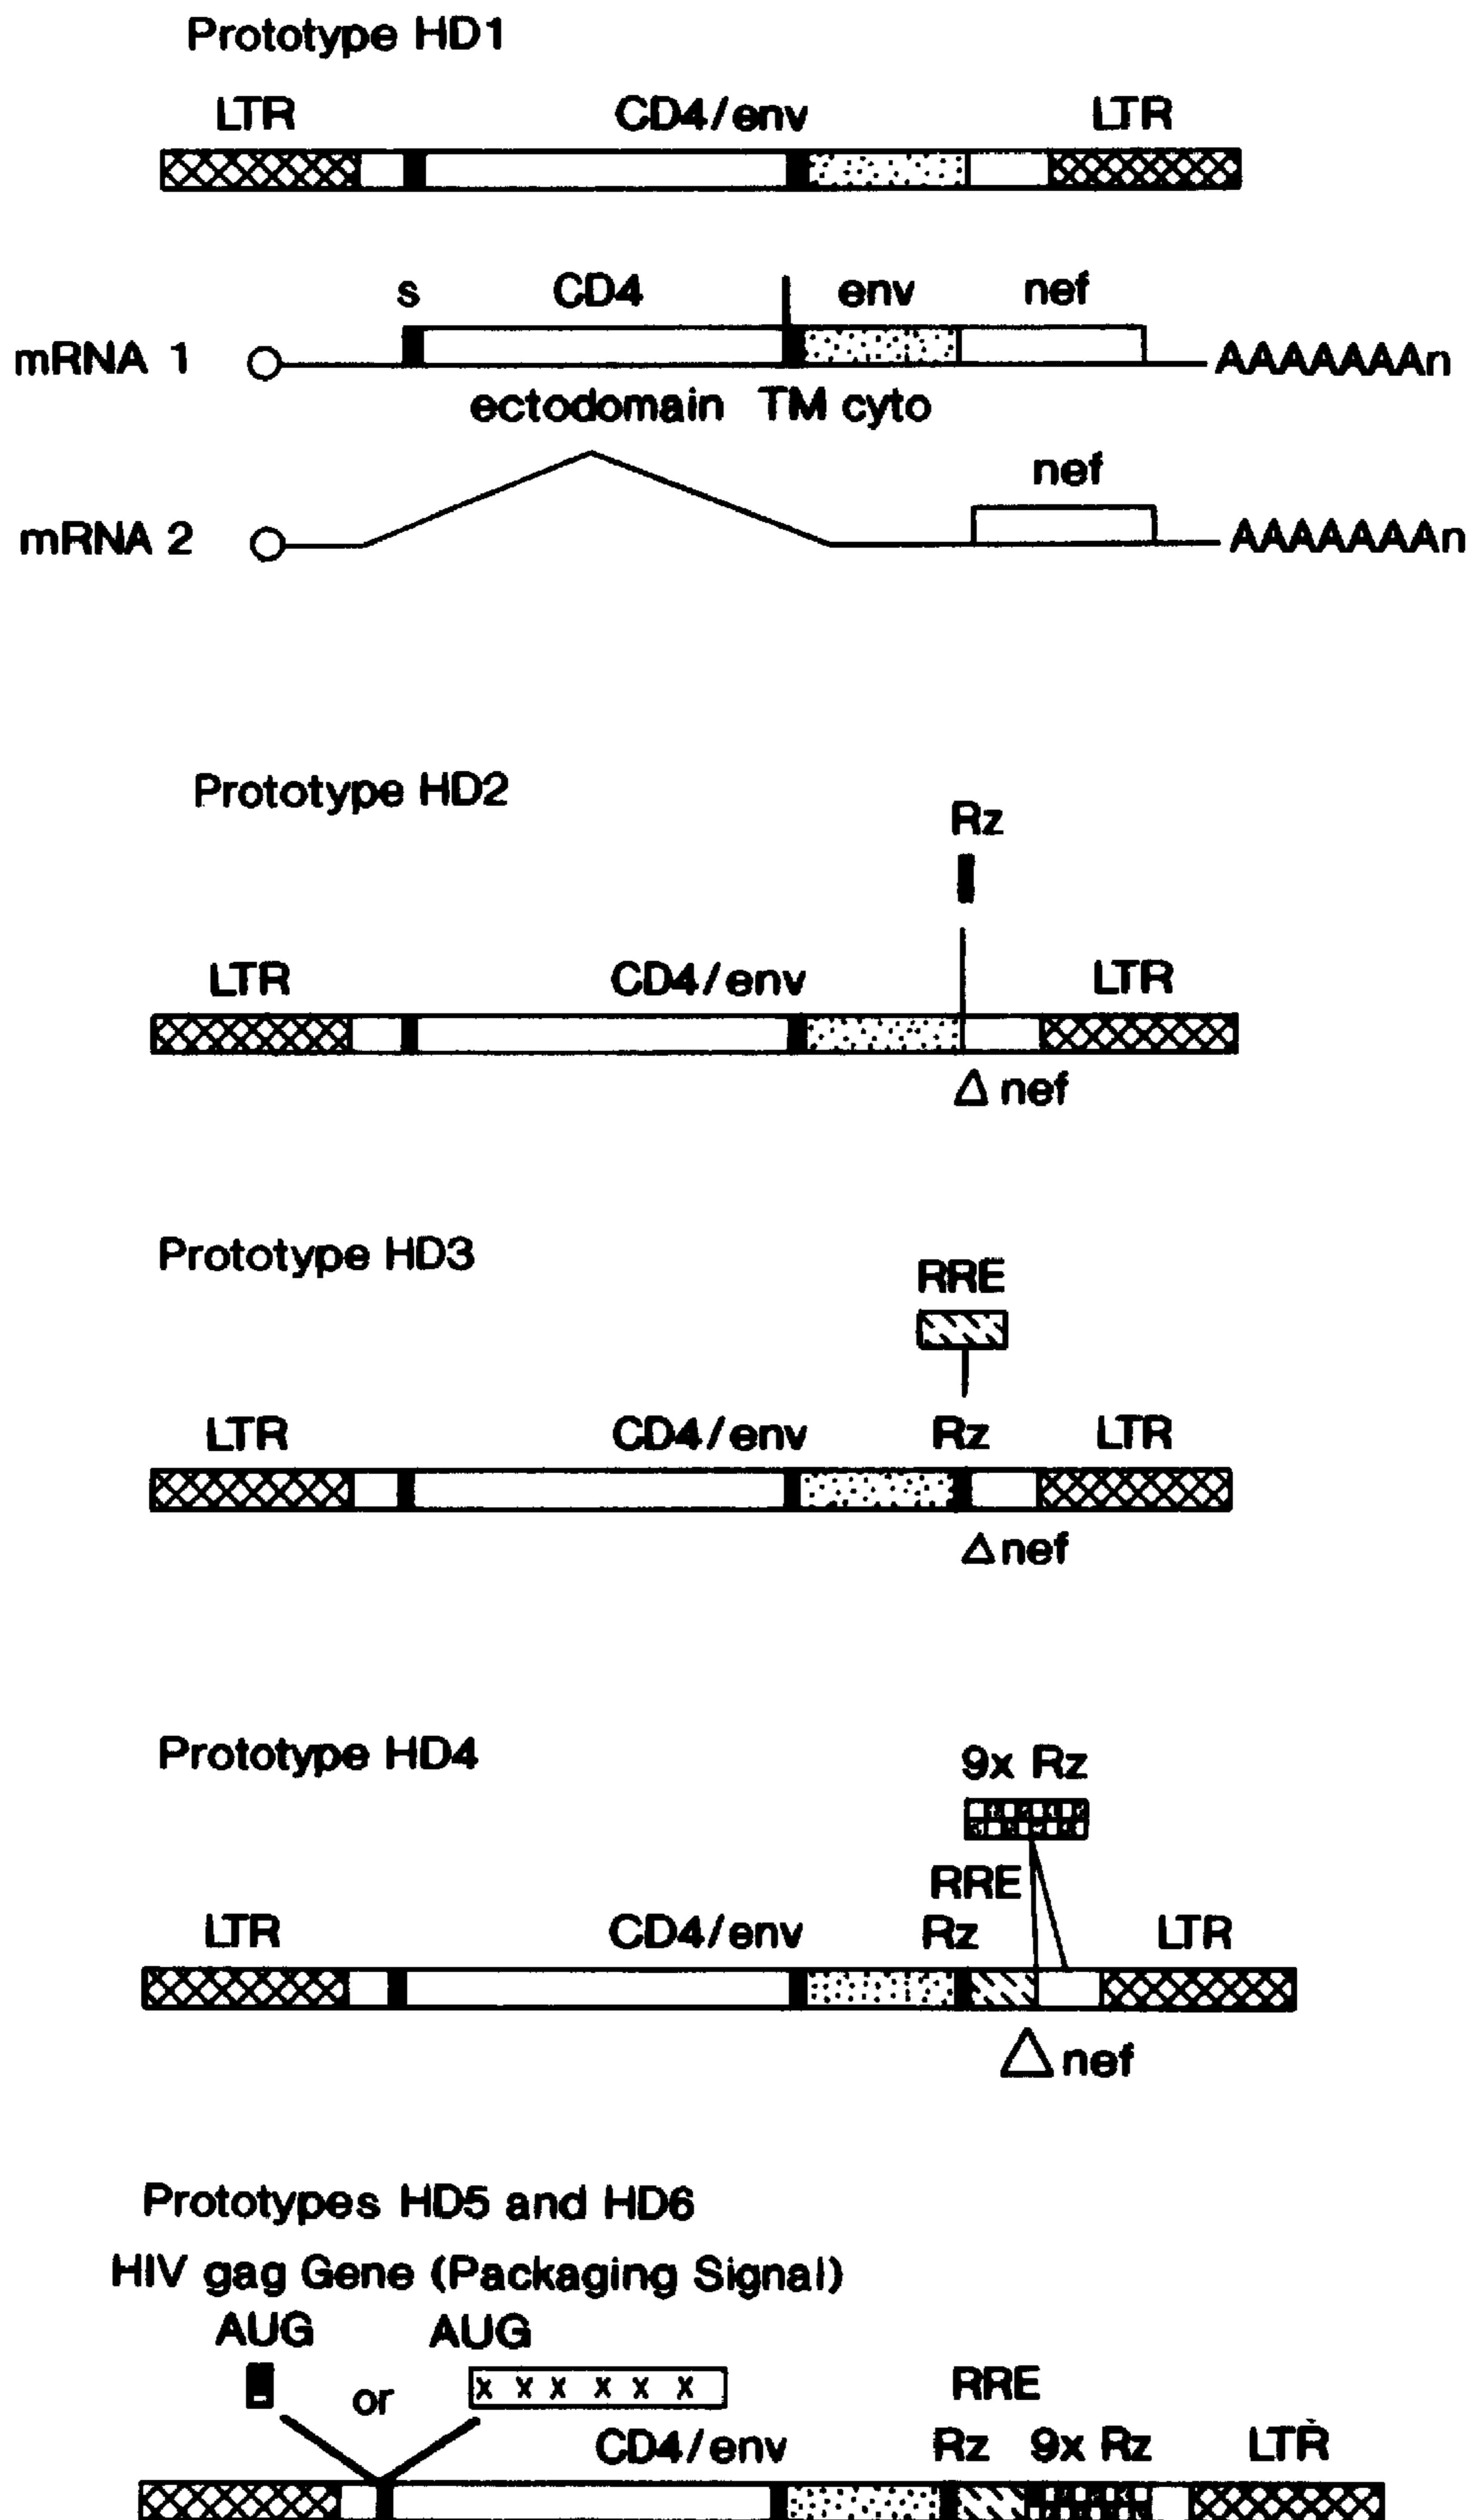 Prototype HD1
LTR CD4/env LTR
s CD4 env nef
mRNA 1 AAAAAAAn
ectodomain TM cyto
nef
mRNA 2 AAAAAAAn
Prototype HD2
Rz
LTR CD4/env LTR
Δ nef
Prototype HD3
RRE
LTR CD4/env Rz LTR
Δ nef
Prototype HD4
9x Rz
RRE
LTR CD4/env Rz LTR
Δ nef
Prototypes HD5 and HD6
HIV gag Gene (Packaging Signal)
AUG AUG
or x x x x x x RRE
CD4/env Rz 9x Rz LTR